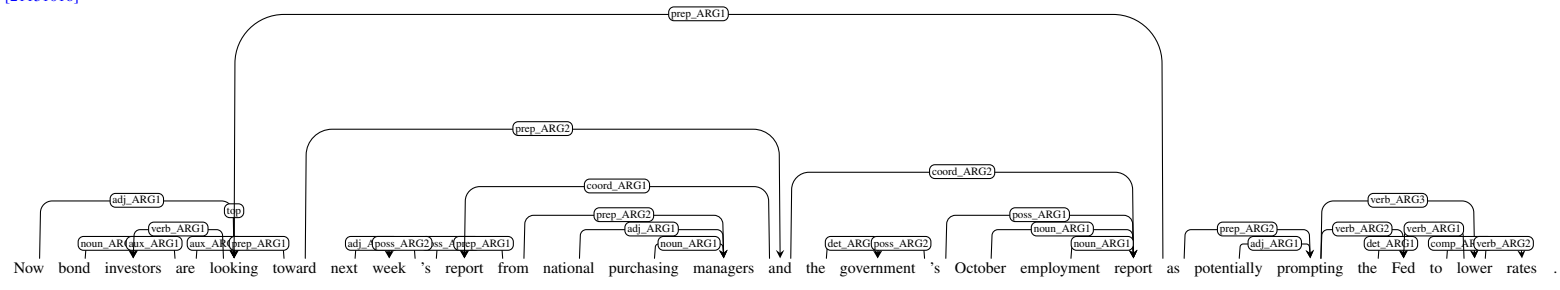 prep_ARG1
prep_ARG2
coord_ARG2
coord_ARG1
adj_ARG1
verb_ARG3
top
prep_ARG2
poss_ARG1
verb_ARG1
adj_ARG1
noun_ARG1
prep_ARG2
verb_ARG2
verb_ARG1
aux_ARG1
prep_ARG1
poss_ARG2
prep_ARG1
noun_ARG1
poss_ARG2
noun_ARG1
adj_ARG1
det_ARG1
verb_ARG2
Now bond investors are looking toward next week 's report from national purchasing managers and the government 's October employment report as potentially prompting the Fed to lower rates .